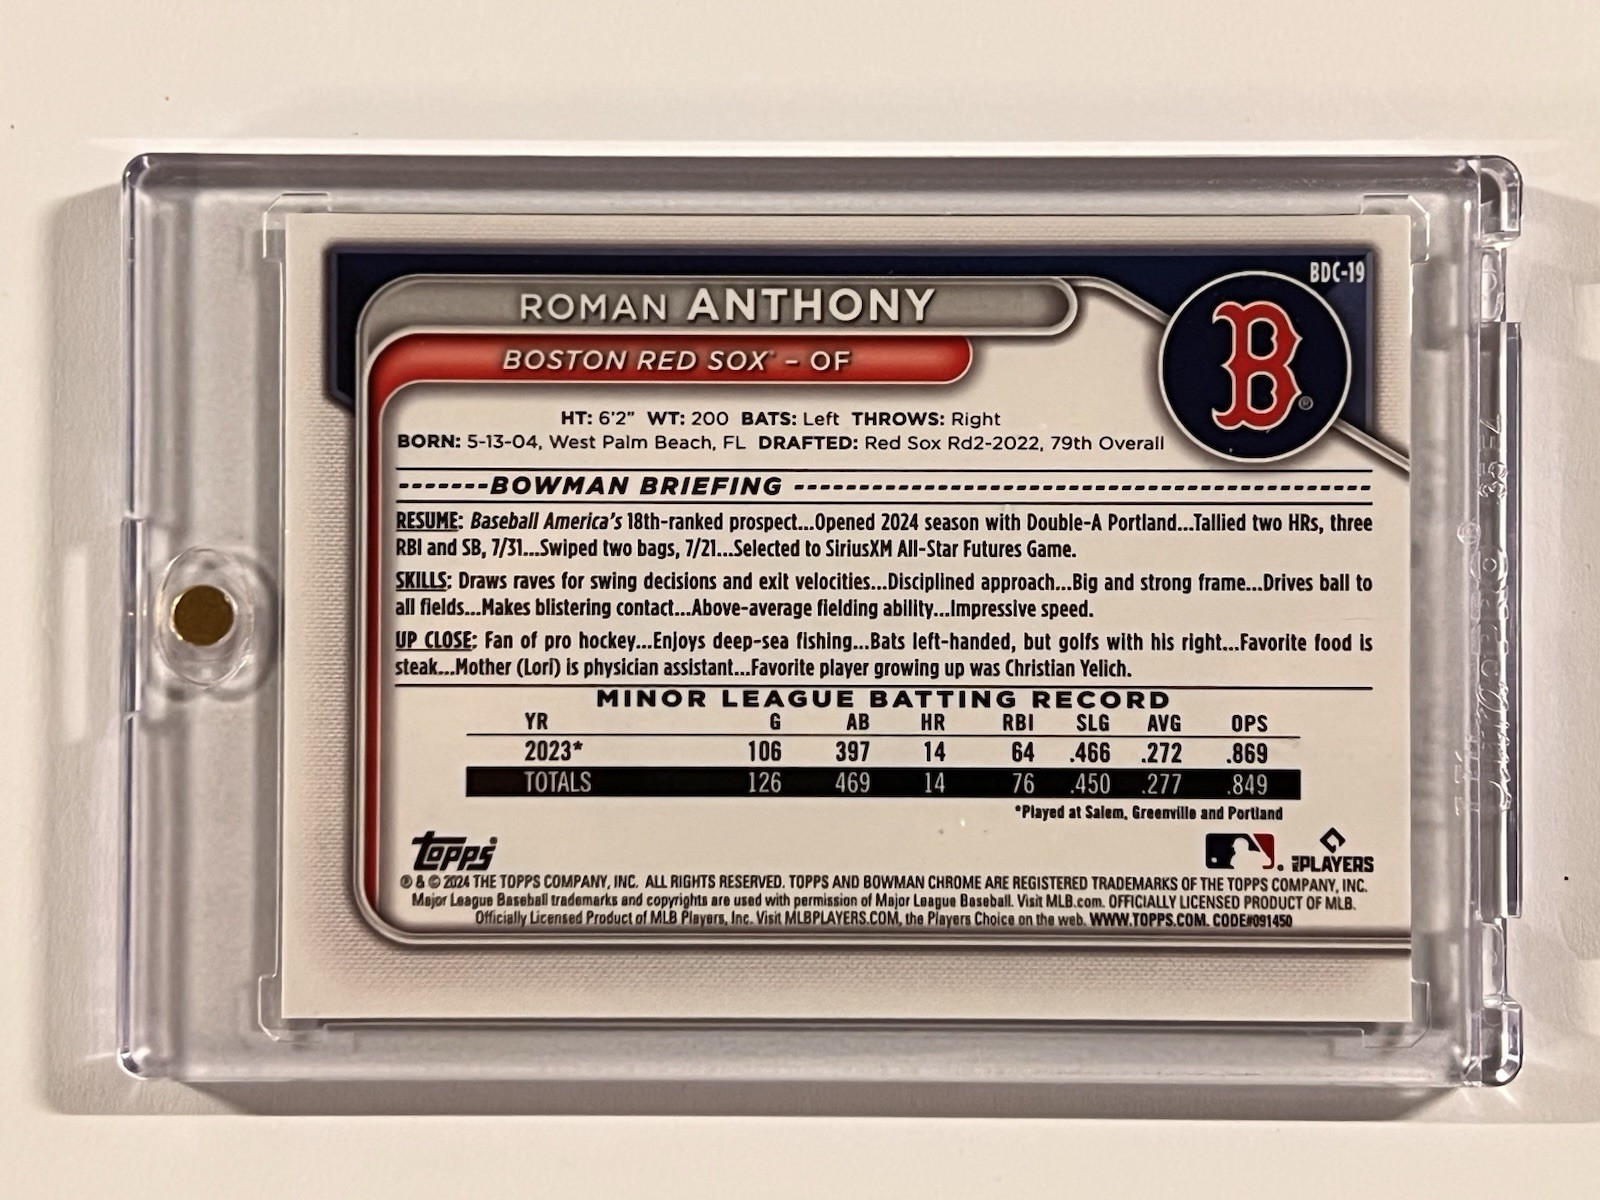 BDC-19
ROMAN ANTHONY
B®
BOSTON RED SOX – OF
HT: 6'2" WT: 200 BATS: Left THROWS: Right
BORN: 5-13-04, West Palm Beach, FL DRAFTED: Red Sox Rd2-2022, 79th Overall
BOWMAN BRIEFING
RESUME: Baseball America's 18th-ranked prospect...Opened 2024 season with Double-A Portland...Tallied two HRs, three
RBI and SB, 7/31...Swiped two bags, 7/21...Selected to SiriusXM All-Star Futures Game.
SKILLS: Draws raves for swing decisions and exit velocities...Disciplined approach...Big and strong frame...Drives ball to
all fields...Makes blistering contact...Above-average fielding ability...Impressive speed.
UP CLOSE: Fan of pro hockey...Enjoys deep-sea fishing...Bats left-handed, but golfs with his right...Favorite food is
steak...Mother (Lori) is physician assistant...Favorite player growing up was Christian Yelich.
MINOR LEAGUE BATTING RECORD
YR G AB HR RBI SLG AVG OPS
2023* 106 397 14 64 .466 .272 .869
TOTALS 126 469 14 76 .450 .277 .849
*Played at Salem, Greenville and Portland
topps PLAYERS
® & © 2024 THE TOPPS COMPANY, INC. ALL RIGHTS RESERVED. TOPPS AND BOWMAN CHROME ARE REGISTERED TRADEMARKS OF THE TOPPS COMPANY, INC.
Major League Baseball trademarks and copyrights are used with permission of Major League Baseball. Visit MLB.com. OFFICIALLY LICENSED PRODUCT OF MLB.
Officially Licensed Product of MLB Players, Inc. Visit MLBPLAYERS.COM, the Players Choice on the web. WWW.TOPPS.COM. CODE#091450